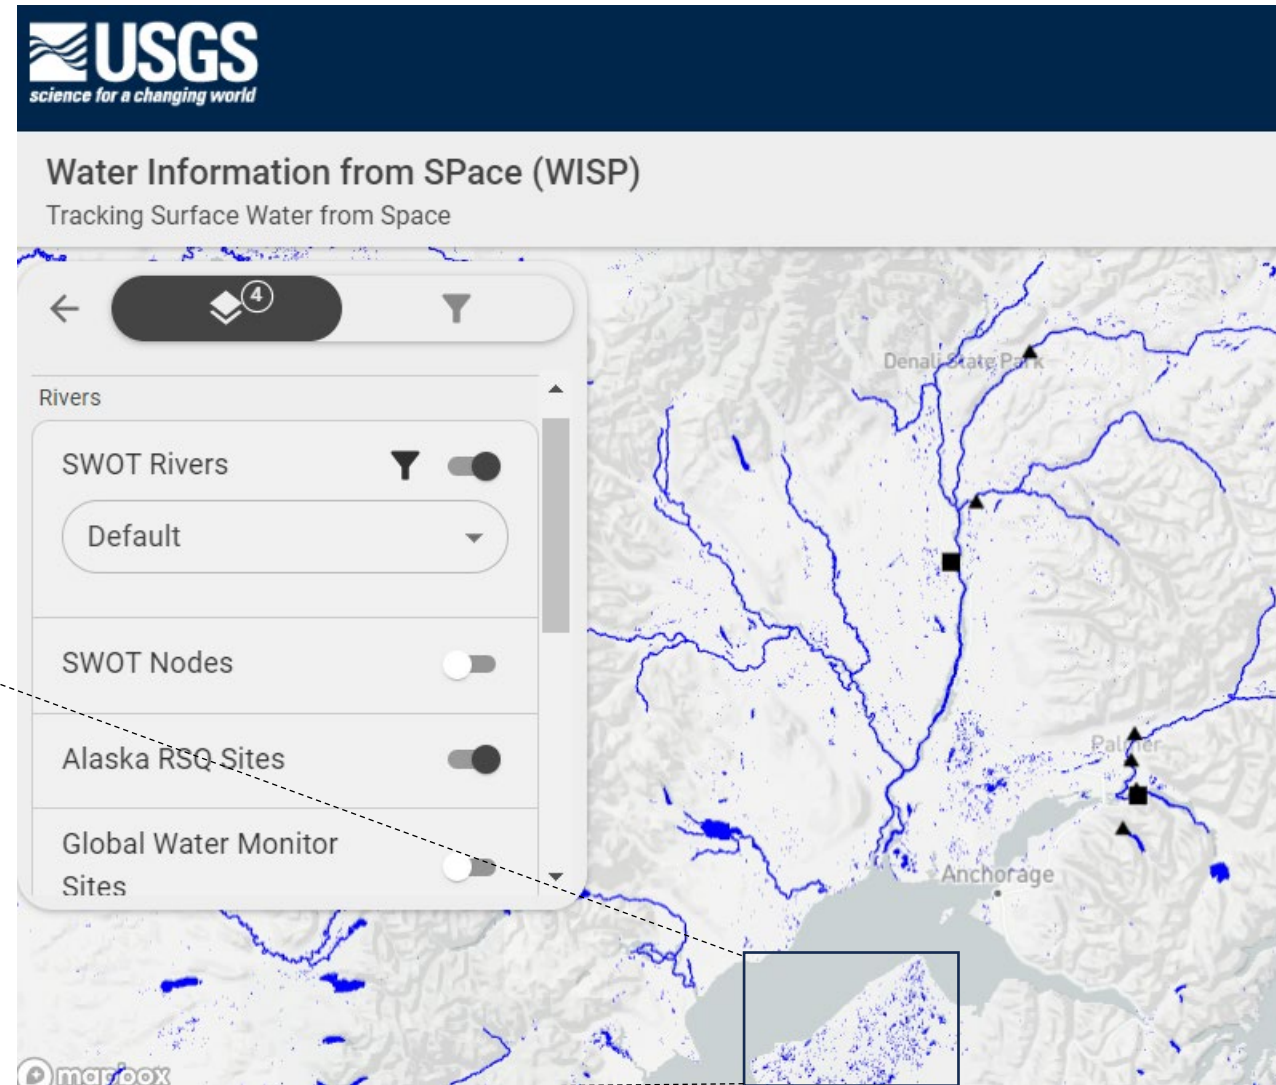 USGS
science for a changing world
Water Information from SPace (WISP)
Tracking Surface Water from Space
4
Denali State Park
Rivers
SWOT Rivers
Default
SWOT Nodes
Alaska RSQ Sites
Palmer
Global Water Monitor
Sites
Anchorage
mapbox